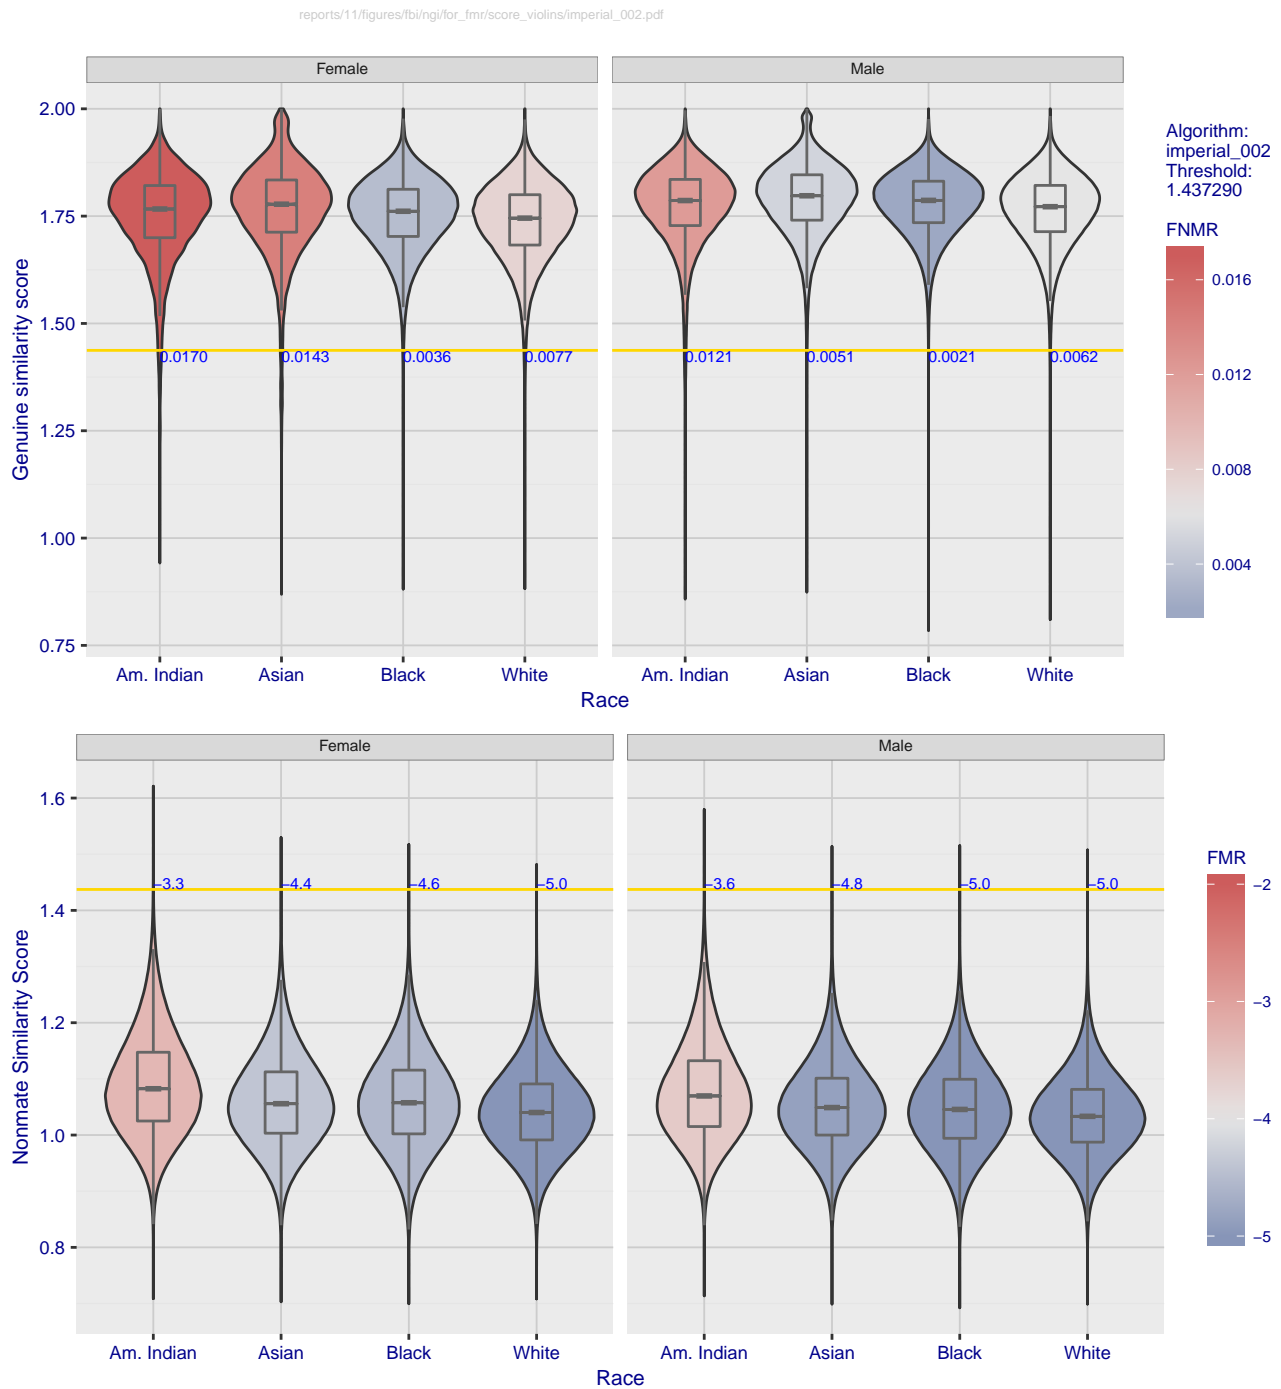 reports/11/figures/fbi/ngi/for_fmr/score_violins/imperial_002.pdf
Female
Male
2.00
1.75
1.50
1.25
1.00
0.75
Genuine similarity score
0.0170
0.0143
0.0036
0.0077
0.0121
0.0051
0.0021
0.0062
Am. Indian
Asian
Black
White
Am. Indian
Asian
Black
White
Race
Algorithm:
imperial_002
Threshold:
1.437290
FNMR
0.016
0.012
0.008
0.004
Female
Male
1.6
1.4
1.2
1.0
0.8
Nonmate Similarity Score
−3.3
−4.4
−4.6
−5.0
−3.6
−4.8
−5.0
−5.0
Am. Indian
Asian
Black
White
Am. Indian
Asian
Black
White
Race
FMR
−2
−3
−4
−5